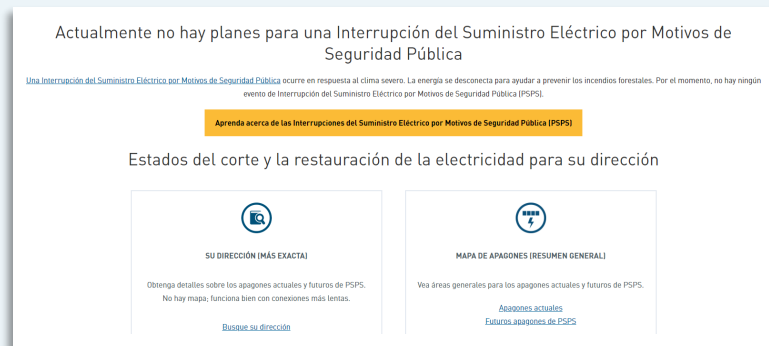 Actualmente no hay planes para una Interrupción del Suministro Eléctrico por Motivos de
Seguridad Pública
Una Interrupción del Suministro Eléctrico por Motivos de Seguridad Pública ocurre en respuesta al clima severo. La energía se desconecta para ayudar a prevenir los incendios forestales. Por el momento, no hay ningún
evento de Interrupción del Suministro Eléctrico por Motivos de Seguridad Pública (PSPS).
Aprenda acerca de las Interrupciones del Suministro Eléctrico por Motivos de Seguridad Pública (PSPS)
Estados del corte y la restauración de la electricidad para su dirección
SU DIRECCIÓN (MÁS EXACTA)
Obtenga detalles sobre los apagones actuales y futuros de PSPS.
No hay mapa; funciona bien con conexiones más lentas.
Busque su dirección
MAPA DE APAGONES (RESUMEN GENERAL)
Vea áreas generales para los apagones actuales y futuros de PSPS.
Apagones actuales
Futuros apagones de PSPS